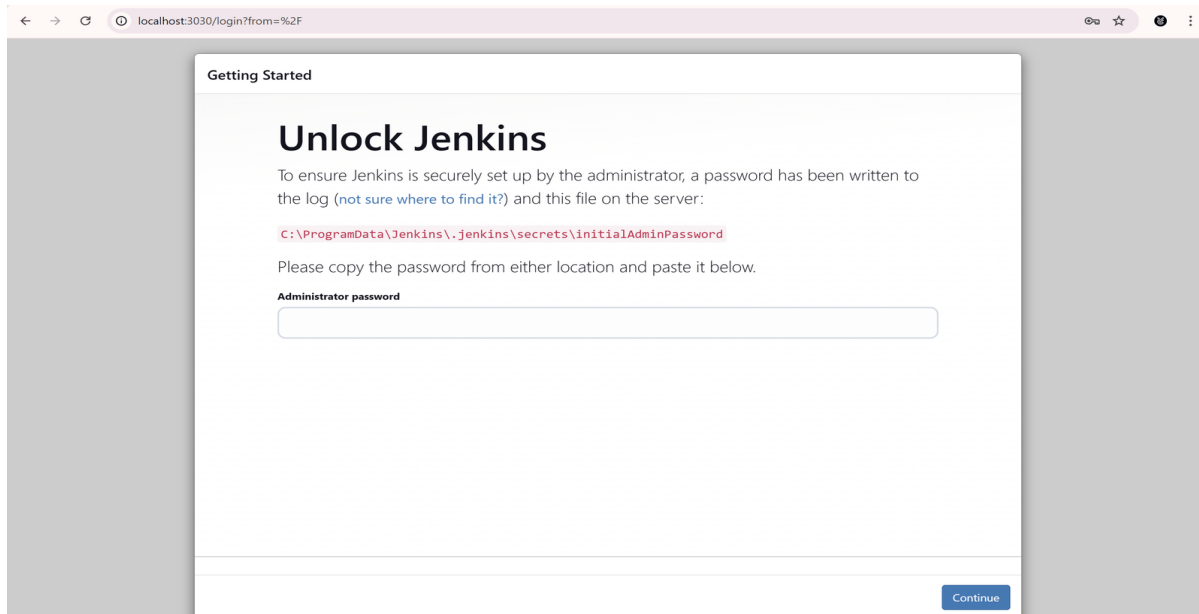 localhost:3030/login?from=%2F
Getting Started
Unlock Jenkins
To ensure Jenkins is securely set up by the administrator, a password has been written to
the log (not sure where to find it?) and this file on the server:
C:\ProgramData\Jenkins\.jenkins\secrets\initialAdminPassword
Please copy the password from either location and paste it below.
Administrator password
Continue